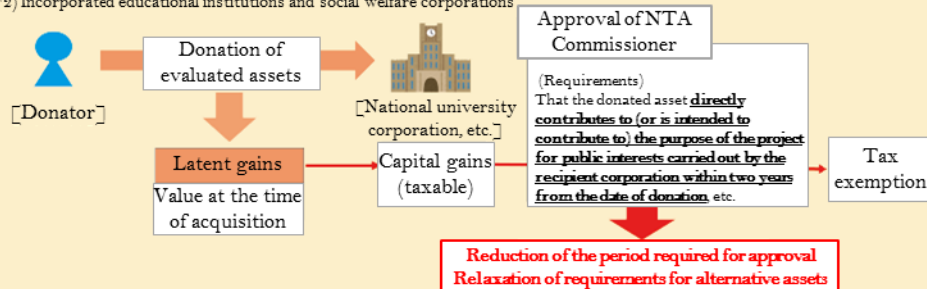 2) Incorporated educational institutions and social welfare corporations
Approval of NTA
Commissioner
Donation of
evaluated assets
[Donator]
[National university
corporation, etc.]
(Requirements)
That the donated asset directly
contributes to (or is intended to
contribute to) the purpose of the project
for public interests carried out by the
recipient corporation within two years
from the date of donation, etc.
Latent gains
Value at the time
of acquisition
Capital gains
(taxable)
Tax
exemption
Reduction of the period required for approval
Relaxation of requirements for alternative assets